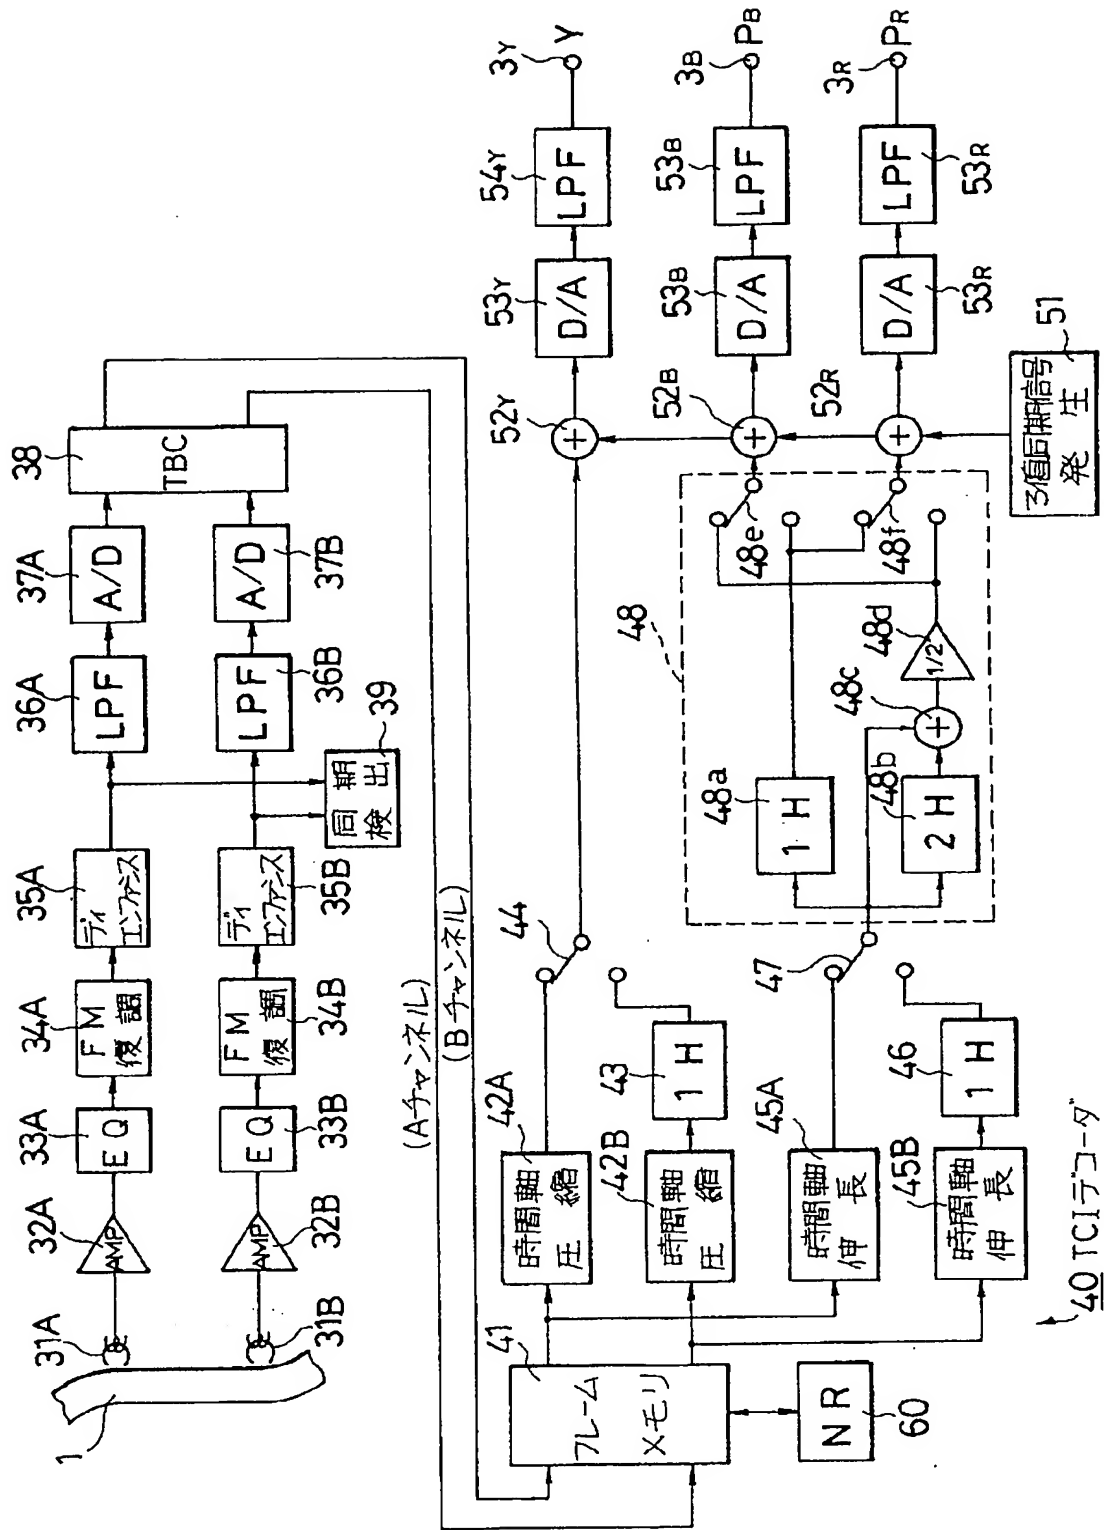 1
31A
AMP
32A
EQ
33A
FM
復調
34A
ディ
エンファシス
35A
LPF
36A
A/D
37A
TBC
38
31B
AMP
32B
EQ
33B
FM
復調
34B
ディ
エンファシス
35B
LPF
36B
A/D
37B
同期
検出
39
(Aチャンネル)
(Bチャンネル)
フレーム
メモリ
41
NR
60
時間軸
圧縮
42A
時間軸
圧縮
42B
1H
43
44
時間軸
伸長
45A
時間軸
伸長
45B
1H
46
47
48
1H
48a
2H
48b
48c
1/2
48d
48e
48f
3値同期信号
発生
51
52Y
52B
52R
D/A
53Y
LPF
54Y
3Y
Y
D/A
53B
LPF
53B
3B
PB
D/A
53R
LPF
53R
3R
PR
40 TCIデコーダ